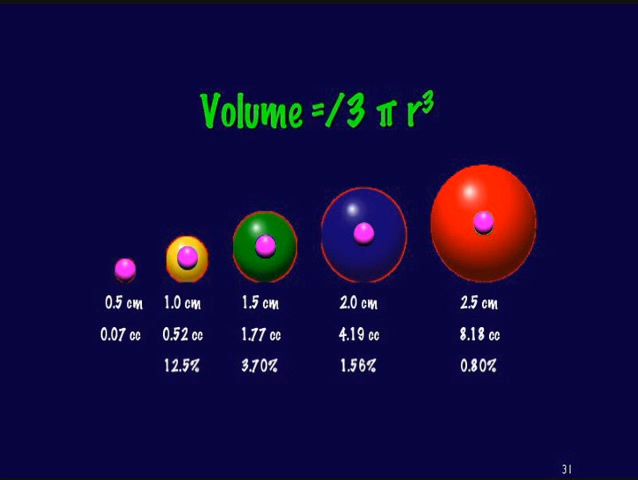 Volume =/3 π r³
0.5 cm 1.0 cm 1.5 cm 2.0 cm 2.5 cm
0.07 cc 0.52 cc 1.77 cc 4.19 cc 8.18 cc
12.5% 3.70% 1.56% 0.80%
31